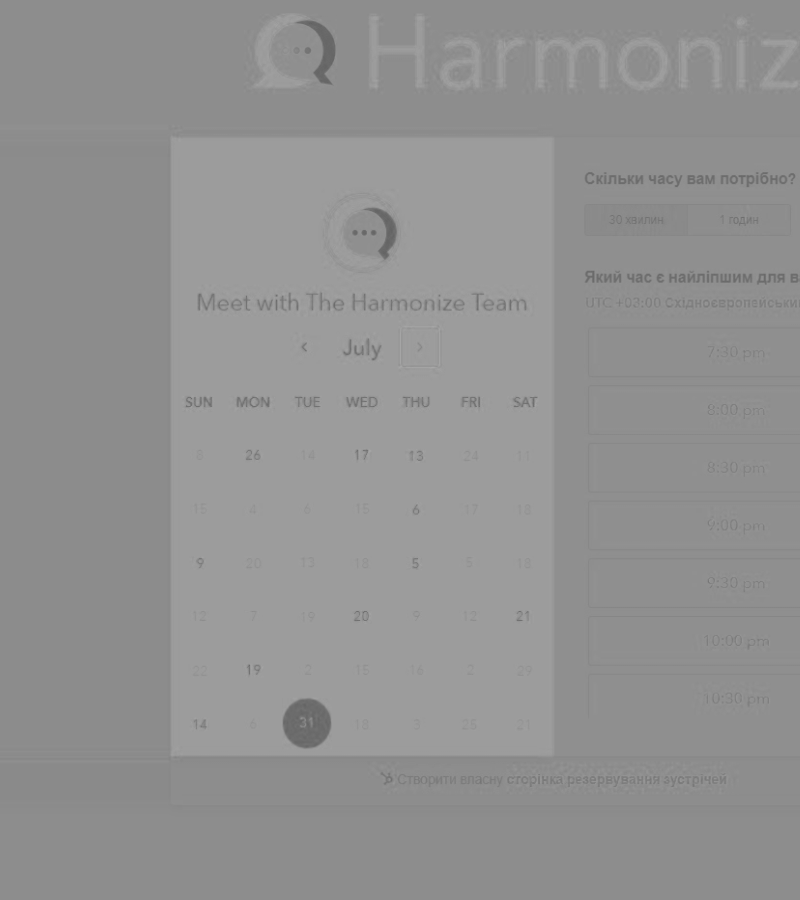 Harmoniz
Скільки часу вам потрібно?
30 хвилин 1 годин
Meet with The Harmonize Team
July
Який час є найліпшим для в
UTC +03:00 Східноєвропейськи
7:30 pm
8:00 pm
8:30 pm
9:00 pm
9:30 pm
10:00 pm
10:30 pm
SUN MON TUE WED THU FRI SAT
26 14 17 13 24 11
15 4 6 15 6 17 13
9 20 13 18 5 5 18
12 7 19 20 9 12 21
22 19 2 15 16 2 29
14 6 31 18 3 25 21
Створити власну сторінка резервування зустрічей